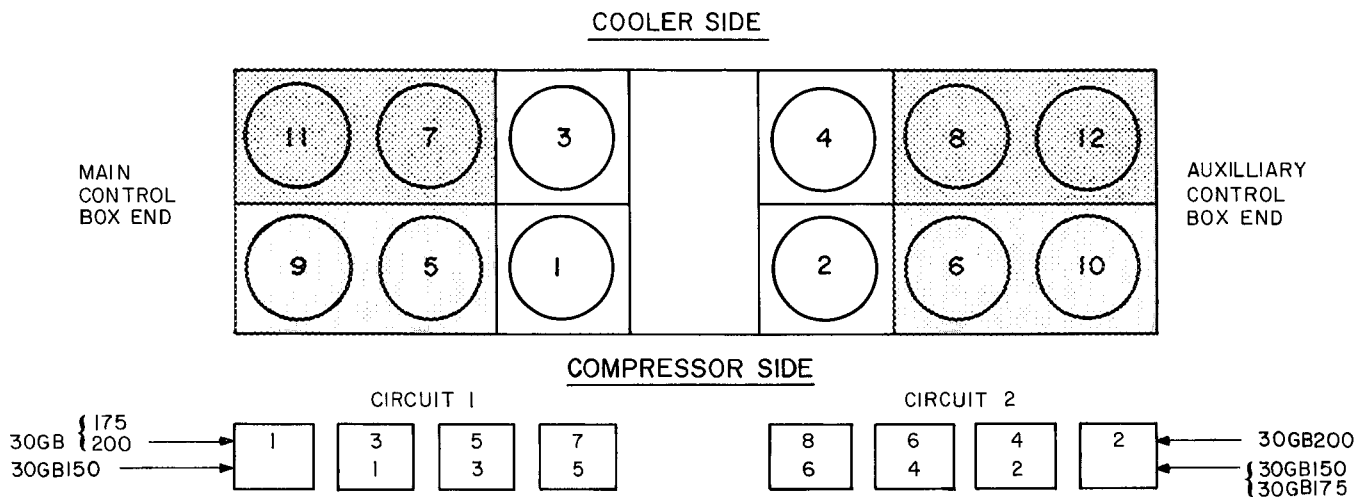 COOLER SIDE
11 7 3 4 8 12
MAIN
CONTROL
BOX END
AUXILLIARY
CONTROL
BOX END
9 5 1 2 6 10
COMPRESSOR SIDE
CIRCUIT 1 CIRCUIT 2
30GB { 175
200
1 3 5 7 8 6 4 2 30GB200
30GB150 1 3 5 6 4 2 { 30GB150
30GB175